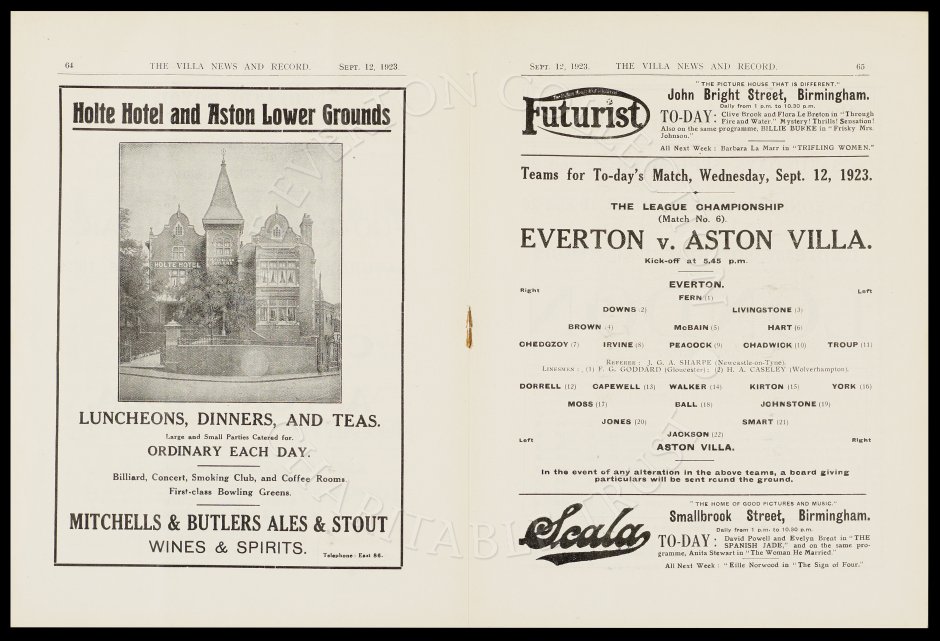 64 THE VILLA NEWS AND RECORD. SEPT. 12, 1923.
Holte Hotel and Aston Lower Grounds
HOLTE HOTEL
LUNCHEONS, DINNERS, AND TEAS.
Large and Small Parties Catered for.
ORDINARY EACH DAY.
Billiard, Concert, Smoking Club, and Coffee Rooms.
First-class Bowling Greens.
MITCHELLS & BUTLERS ALES & STOUT
WINES & SPIRITS.
Telephone: East 86.
SEPT. 12, 1923. THE VILLA NEWS AND RECORD. 65
Futurist
"THE PICTURE HOUSE THAT IS DIFFERENT."
John Bright Street, Birmingham.
Daily from 1 p.m. to 10.30 p.m.
TO-DAY: Clive Brook and Flora Le Breton in "Through
Fire and Water." Mystery! Thrills! Sensation!
Also on the same programme, BILLIE BURKE in "Frisky Mrs.
Johnson."
All Next Week: Barbara La Marr in "TRIFLING WOMEN."
Teams for To-day's Match, Wednesday, Sept. 12, 1923.
THE LEAGUE CHAMPIONSHIP
(Match No. 6).
EVERTON v. ASTON VILLA.
Kick-off at 5.45 p.m.
EVERTON.
Right Left
FERN (1)
DOWNS (2) LIVINGSTONE (3)
BROWN (4) McBAIN (5) HART (6)
CHEDGZOY (7) IRVINE (8) PEACOCK (9) CHADWICK (10) TROUP (11)
REFEREE: J. G. A. SHARPE (Newcastle-on-Tyne).
LINESMEN: (1) F. G. GODDARD (Gloucester); (2) H. A. CASELEY (Wolverhampton).
DORRELL (12) CAPEWELL (13) WALKER (14) KIRTON (15) YORK (16)
MOSS (17) BALL (18) JOHNSTONE (19)
JONES (20) SMART (21)
JACKSON (22)
Left Right
ASTON VILLA.
In the event of any alteration in the above teams, a board giving
particulars will be sent round the ground.
Scala
"THE HOME OF GOOD PICTURES AND MUSIC."
Smallbrook Street, Birmingham.
Daily from 1 p.m. to 10.30 p.m.
TO-DAY: David Powell and Evelyn Brent in "THE
SPANISH JADE," and on the same pro-
gramme, Anita Stewart in "The Woman He Married."
All Next Week: "Eille Norwood in "The Sign of Four."
EVERTON COLLECTION
CHARITABLE TRUST